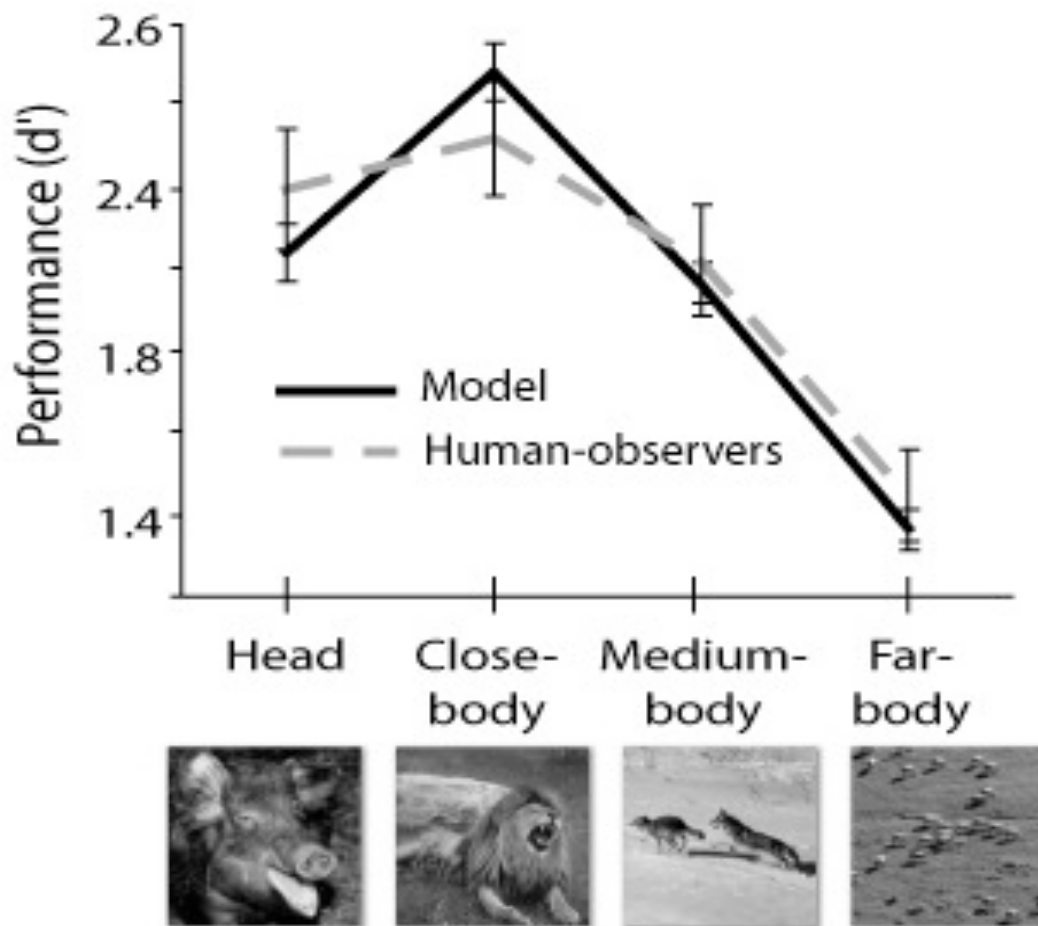 Performance (d')
2.6
2.4
1.8
1.4
Model
Human-observers
Head
Close-
body
Medium-
body
Far-
body